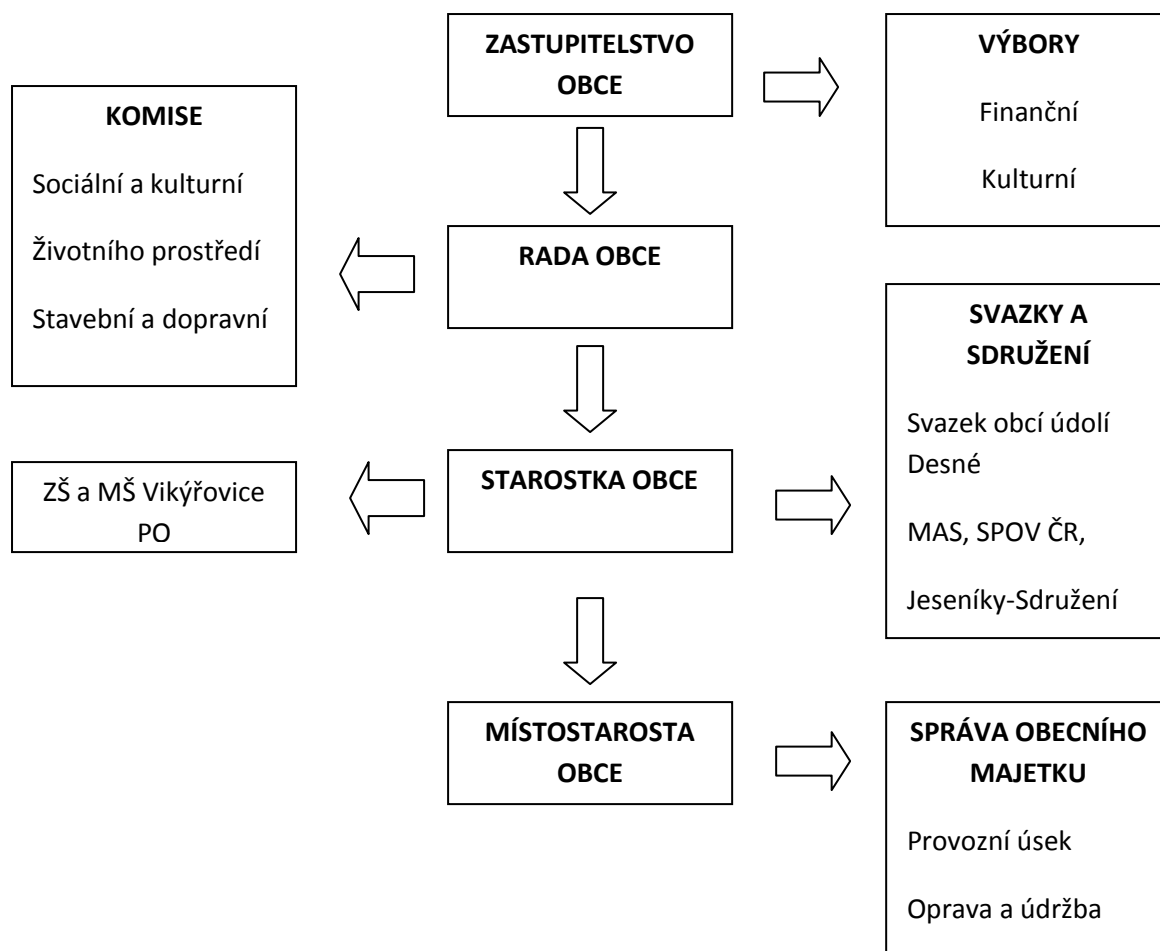 ZASTUPITELSTVO
OBCE
VÝBORY
Finanční
Kulturní
KOMISE
Sociální a kulturní
Životního prostředí
Stavební a dopravní
RADA OBCE
SVAZKY A
SDRUŽENÍ
Svazek obcí údolí
Desné
MAS, SPOV ČR,
Jeseníky-Sdružení
ZŠ a MŠ Vikýřovice
PO
STAROSTKA OBCE
MÍSTOSTAROSTA
OBCE
SPRÁVA OBECNÍHO
MAJETKU
Provozní úsek
Oprava a údržba